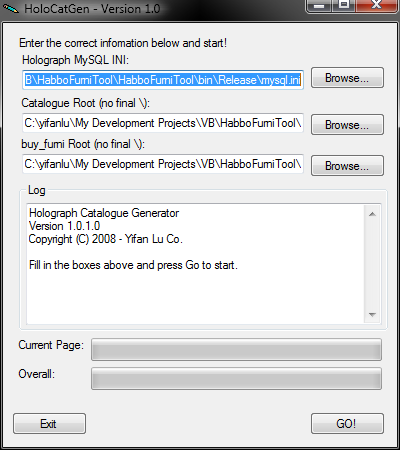 HoloCatGen - Version 1.0
Enter the correct infomation below and start!
Holograph MySQL INI:
B\HabboFurniTool\HabboFurniTool\bin\Release\mysql.ini
Browse...
Catalogue Root (no final \):
C:\yifanlu\My Development Projects\VB\HabboFurniTool\
Browse...
buy_furni Root (no final \):
C:\yifanlu\My Development Projects\VB\HabboFurniTool\
Browse...
Log
Holograph Catalogue Generator
Version 1.0.1.0
Copyright (C) 2008 - Yifan Lu Co.
Fill in the boxes above and press Go to start.
Current Page:
Overall:
Exit
GO!